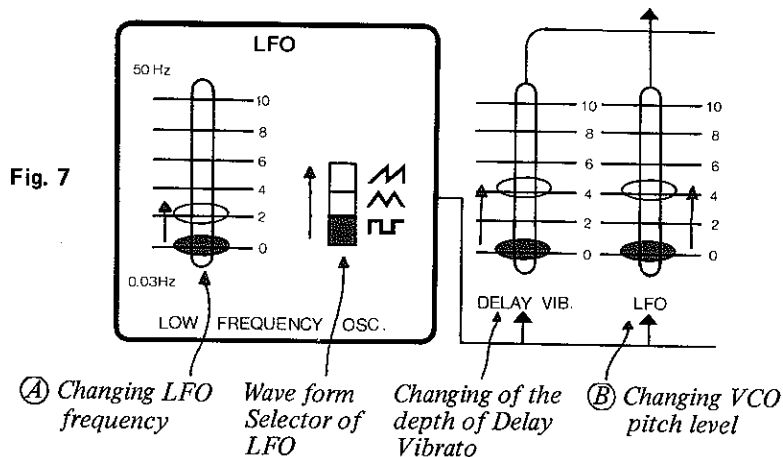 Fig. 7
LFO
50 Hz
10
8
6
4
2
0
0.03Hz
LOW FREQUENCY OSC.
10
8
6
4
2
0
DELAY VIB.
10
8
6
4
2
0
LFO
Ⓐ Changing LFO
frequency
Wave form
Selector of
LFO
Changing of the
depth of Delay
Vibrato
Ⓑ Changing VCO
pitch level